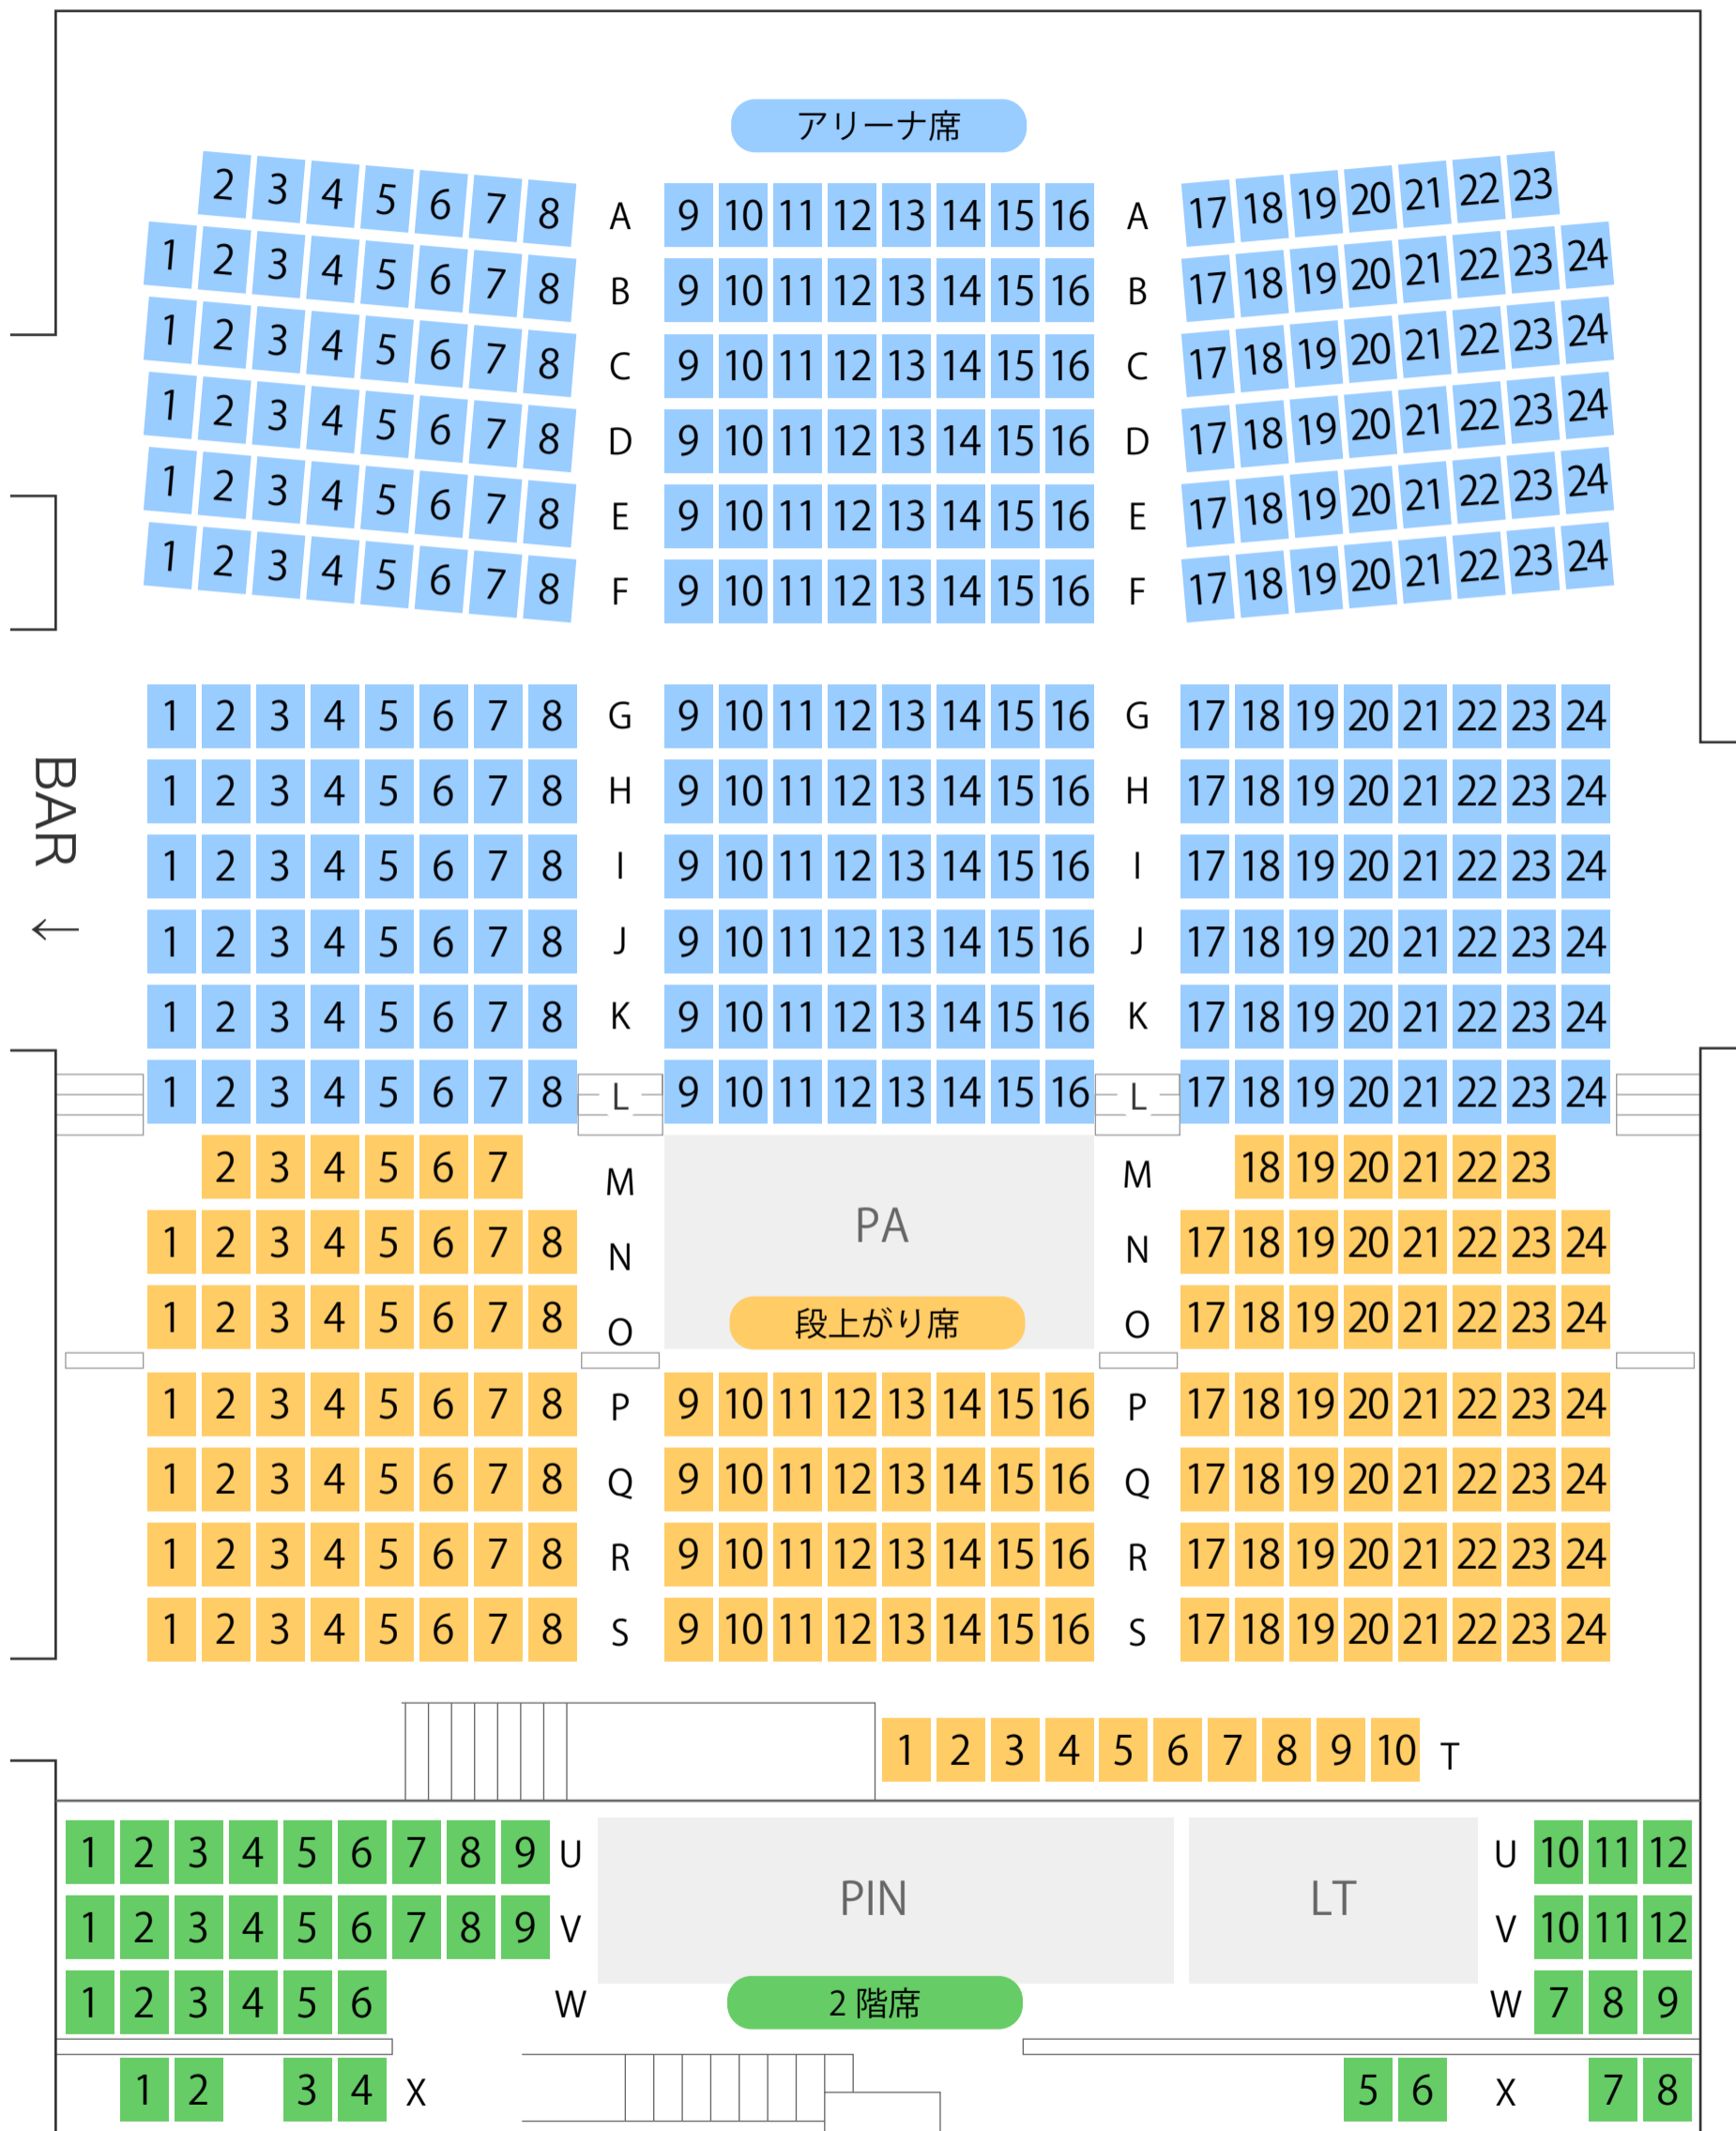 アリーナ席
2 3 4 5 6 7 8 A 9 10 11 12 13 14 15 16 A 17 18 19 20 21 22 23
1 2 3 4 5 6 7 8 B 9 10 11 12 13 14 15 16 B 17 18 19 20 21 22 23 24
1 2 3 4 5 6 7 8 C 9 10 11 12 13 14 15 16 C 17 18 19 20 21 22 23 24
1 2 3 4 5 6 7 8 D 9 10 11 12 13 14 15 16 D 17 18 19 20 21 22 23 24
1 2 3 4 5 6 7 8 E 9 10 11 12 13 14 15 16 E 17 18 19 20 21 22 23 24
1 2 3 4 5 6 7 8 F 9 10 11 12 13 14 15 16 F 17 18 19 20 21 22 23 24
1 2 3 4 5 6 7 8 G 9 10 11 12 13 14 15 16 G 17 18 19 20 21 22 23 24
1 2 3 4 5 6 7 8 H 9 10 11 12 13 14 15 16 H 17 18 19 20 21 22 23 24
BAR ↓
1 2 3 4 5 6 7 8 I 9 10 11 12 13 14 15 16 I 17 18 19 20 21 22 23 24
1 2 3 4 5 6 7 8 J 9 10 11 12 13 14 15 16 J 17 18 19 20 21 22 23 24
1 2 3 4 5 6 7 8 K 9 10 11 12 13 14 15 16 K 17 18 19 20 21 22 23 24
1 2 3 4 5 6 7 8 L 9 10 11 12 13 14 15 16 L 17 18 19 20 21 22 23 24
2 3 4 5 6 7 M M 18 19 20 21 22 23
PA
1 2 3 4 5 6 7 8 N N 17 18 19 20 21 22 23 24
1 2 3 4 5 6 7 8 O 段上がり席 O 17 18 19 20 21 22 23 24
1 2 3 4 5 6 7 8 P 9 10 11 12 13 14 15 16 P 17 18 19 20 21 22 23 24
1 2 3 4 5 6 7 8 Q 9 10 11 12 13 14 15 16 Q 17 18 19 20 21 22 23 24
1 2 3 4 5 6 7 8 R 9 10 11 12 13 14 15 16 R 17 18 19 20 21 22 23 24
1 2 3 4 5 6 7 8 S 9 10 11 12 13 14 15 16 S 17 18 19 20 21 22 23 24
1 2 3 4 5 6 7 8 9 10 T
1 2 3 4 5 6 7 8 9 U U 10 11 12
PIN LT
1 2 3 4 5 6 7 8 9 V V 10 11 12
1 2 3 4 5 6 W 2階席 W 7 8 9
1 2 3 4 X 5 6 X 7 8